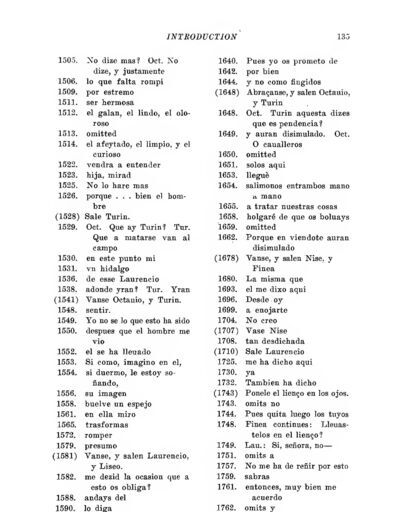 INTRODUCTION 135
1505. No dize mas? Oct. No
dize, y justamente
1506. lo que falta rompi
1509. por estremo
1511. ser hermosa
1512. el galan, el lindo, el olo-
roso
1513. omitted
1514. el afeytado, el limpio, y el
curioso
1522. vendra a entender
1523. hija, mirad
1525. No lo hare mas
1526. porque . . . bien el hom-
bre
(1528) Sale Turin.
1529. Oct. Que ay Turin? Tur.
Que a matarse van al
campo
1530. en este punto mi
1531. vn hidalgo
1536. de esse Laurencio
1538. adonde yran? Tur. Yran
(1541) Vanse Octauio, y Turin.
1548. sentir.
1549. Yo no se lo que esto ha sido
1550. despues que el hombre me
vio
1552. el se ha lleuado
1553. Si como, imagino en el,
1554. si duermo, le estoy so-
ñando,
1556. su imagen
1558. buelve un espejo
1561. en ella miro
1565. trasformas
1572. romper
1579. presumo
(1581) Vanse, y salen Laurencio,
y Liseo.
1582. me dezid la ocasion que a
esto os obliga?
1588. andays del
1590. lo diga
1640. Pues yo os prometo de
1642. por bien
1644. y no como fingidos
(1648) Abraçanse, y salen Octauio,
y Turin
1648. Oct. Turin aquesta dizes
que es pendencia?
1649. y auran disimulado. Oct.
O caualleros
1650. omitted
1651. solos aqui
1653. lleguè
1654. salimonos entrambos mano
a mano
1655. a tratar nuestras cosas
1658. holgaré de que os boluays
1659. omitted
1662. Porque en viendote auran
disimulado
(1678) Vanse, y salen Nise, y
Finea
1680. La misma que
1693. el me dixo aqui
1696. Desde oy
1699. a enojarte
1704. No creo
(1707) Vase Nise
1708. tan desdichada
(1710) Sale Laurencio
1725. me ha dicho aqui
1730. ya
1732. Tambien ha dicho
(1743) Ponele el lienço en los ojos.
1743. omits no
1744. Pues quita luego los tuyos
1748. Finea continues: Lleuas-
telos en el lienço?
1749. Lau.: Si, señora, no—
1751. omits a
1757. No me ha de reñir por esto
1759. sabras
1761. entonces, muy bien me
acuerdo
1762. omits y